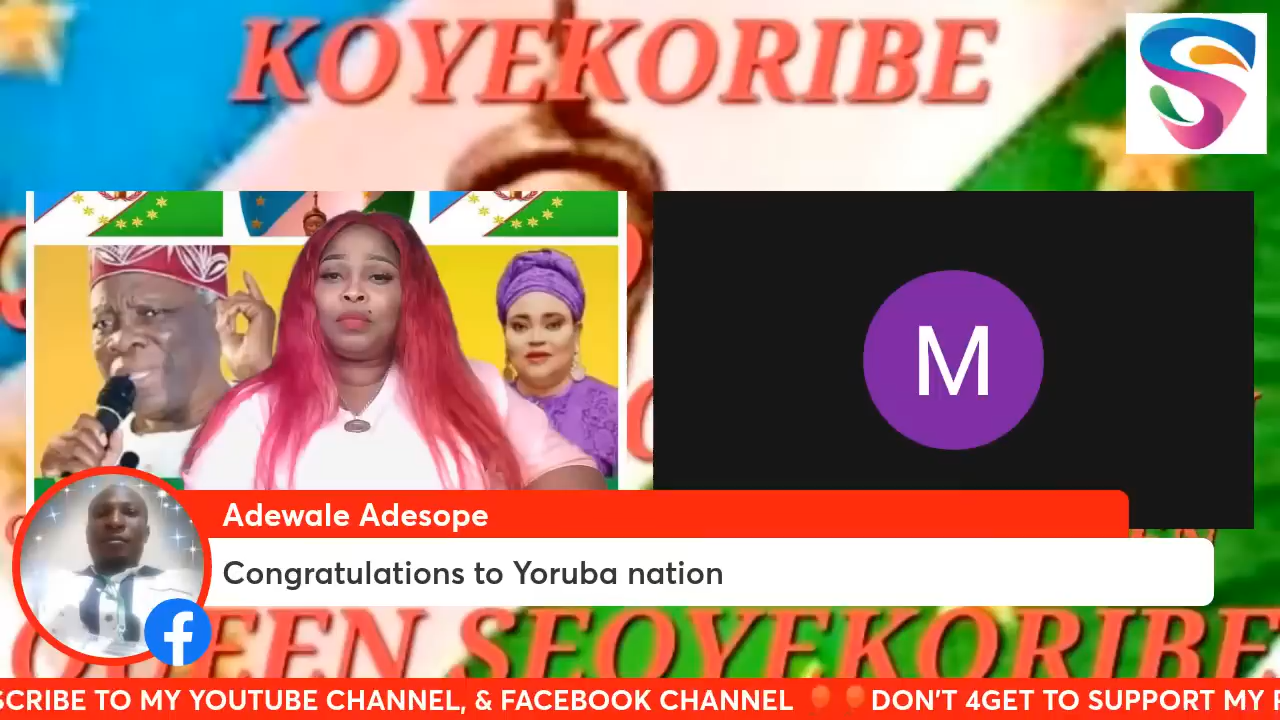 KOYEKORIBE
M
Adewale Adesope
Congratulations to Yoruba nation
QUEEN SEOYEKORIBE
SCRIBE TO MY YOUTUBE CHANNEL, & FACEBOOK CHANNEL 🎈🎈DON'T 4GET TO SUPPORT MY